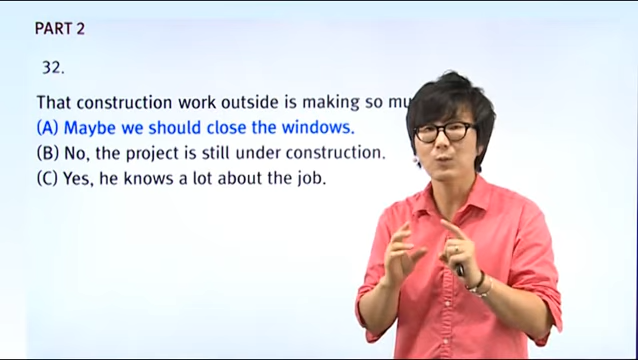 PART 2
32.
That construction work outside is making so
(A) Maybe we should close the windows.
(B) No, the project is still under construction.
(C) Yes, he knows a lot about the job.